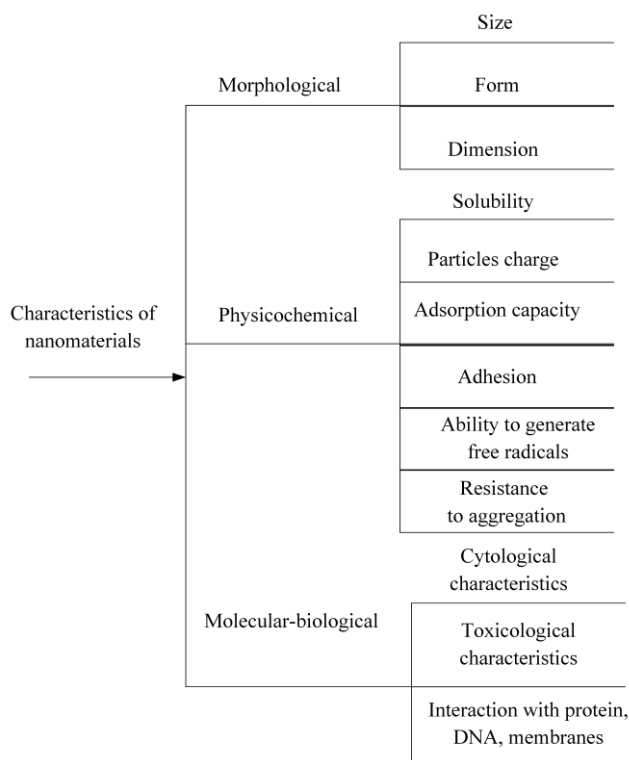 Characteristics of
nanomaterials
Morphological
Size
Form
Dimension
Physicochemical
Solubility
Particles charge
Adsorption capacity
Adhesion
Ability to generate
free radicals
Resistance
to aggregation
Molecular-biological
Cytological
characteristics
Toxicological
characteristics
Interaction with protein,
DNA, membranes